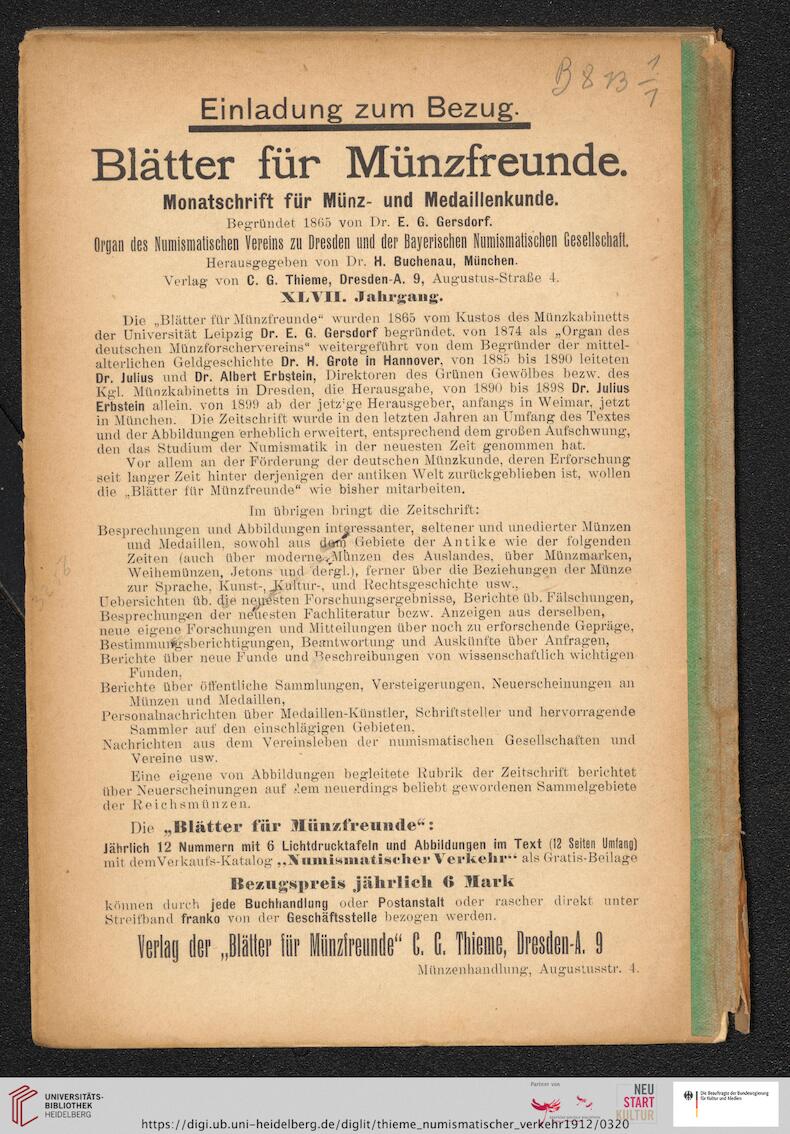 B 8 13 1/1
Einladung zum Bezug.
Blätter für Münzfreunde.
Monatschrift für Münz- und Medaillenkunde.
Begründet 1865 von Dr. E. G. Gersdorf.
Organ des Numismatischen Vereins zu Dresden und der Bayerischen Numismatischen Gesellschaft.
Herausgegeben von Dr. H. Buchenau, München.
Verlag von C. G. Thieme, Dresden-A. 9, Augustus-Straße 4.
XLVII. Jahrgang.
Die „Blätter für Münzfreunde“ wurden 1865 vom Kustos des Münzkabinetts
der Universität Leipzig Dr. E. G. Gersdorf begründet, von 1874 als „Organ des
deutschen Münzforschervereins“ weitergeführt von dem Begründer der mittel-
alterlichen Geldgeschichte Dr. H. Grote in Hannover, von 1885 bis 1890 leiteten
Dr. Julius und Dr. Albert Erbstein, Direktoren des Grünen Gewölbes bezw. des
Kgl. Münzkabinetts in Dresden, die Herausgabe, von 1890 bis 1898 Dr. Julius
Erbstein allein, von 1899 ab der jetzige Herausgeber, anfangs in Weimar, jetzt
in München. Die Zeitschrift wurde in den letzten Jahren an Umfang des Textes
und der Abbildungen erheblich erweitert, entsprechend dem großen Aufschwung,
den das Studium der Numismatik in der neuesten Zeit genommen hat.
Vor allem an der Förderung der deutschen Münzkunde, deren Erforschung
seit langer Zeit hinter derjenigen der antiken Welt zurückgeblieben ist, wollen
die „Blätter für Münzfreunde“ wie bisher mitarbeiten.
Im übrigen bringt die Zeitschrift:
Besprechungen und Abbildungen interessanter, seltener und unedierter Münzen
und Medaillen, sowohl aus dem Gebiete der Antike wie der folgenden
Zeiten (auch über moderne Münzen des Auslandes, über Münzmarken,
Weihemünzen, Jetons und dergl.), ferner über die Beziehungen der Münze
zur Sprache, Kunst-, Kultur-, und Rechtsgeschichte usw.,
Uebersichten üb. die neuesten Forschungsergebnisse, Berichte üb. Fälschungen,
Besprechungen der neuesten Fachliteratur bezw. Anzeigen aus derselben,
neue eigene Forschungen und Mitteilungen über noch zu erforschende Gepräge,
Bestimmungsberichtigungen, Beantwortung und Auskünfte über Anfragen,
Berichte über neue Funde und Beschreibungen von wissenschaftlich wichtigen
Funden,
Berichte über öffentliche Sammlungen, Versteigerungen, Neuerscheinungen an
Münzen und Medaillen,
Personalnachrichten über Medaillen-Künstler, Schriftsteller und hervorragende
Sammler auf den einschlägigen Gebieten,
Nachrichten aus dem Vereinsleben der numismatischen Gesellschaften und
Vereine usw.
Eine eigene von Abbildungen begleitete Rubrik der Zeitschrift berichtet
über Neuerscheinungen auf dem neuerdings beliebt gewordenen Sammelgebiete
der Reichsmünzen.
Die „Blätter für Münzfreunde“:
Jährlich 12 Nummern mit 6 Lichtdrucktafeln und Abbildungen im Text (12 Seiten Umfang)
mit dem Verkaufs-Katalog „Numismatischer Verkehr“ als Gratis-Beilage
Bezugspreis jährlich 6 Mark
können durch jede Buchhandlung oder Postanstalt oder rascher direkt unter
Streifband franko von der Geschäftsstelle bezogen werden.
Verlag der „Blätter für Münzfreunde“ C. G. Thieme, Dresden-A. 9
Münzenhandlung, Augustusstr. 4.
UNIVERSITÄTS-
BIBLIOTHEK
HEIDELBERG
https://digi.ub.uni-heidelberg.de/diglit/thieme_numismatischer_verkehr1912/0320
Partner von
NEU
START
KULTUR
Die Beauftragte der Bundesregierung
für Kultur und Medien